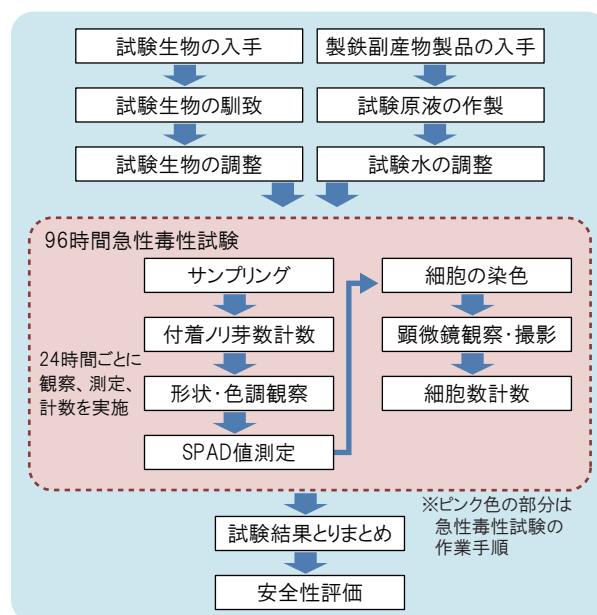 試験生物の入手
製鉄副産物製品の入手
試験生物の馴致
試験原液の作製
試験生物の調整
試験水の調整
96時間急性毒性試験
サンプリング
付着ノリ芽数計数
形状・色調観察
SPAD値測定
24時間ごとに
観察、測定、
計数を実施
細胞の染色
顕微鏡観察・撮影
細胞数計数
※ピンク色の部分は
急性毒性試験の
作業手順
試験結果とりまとめ
安全性評価